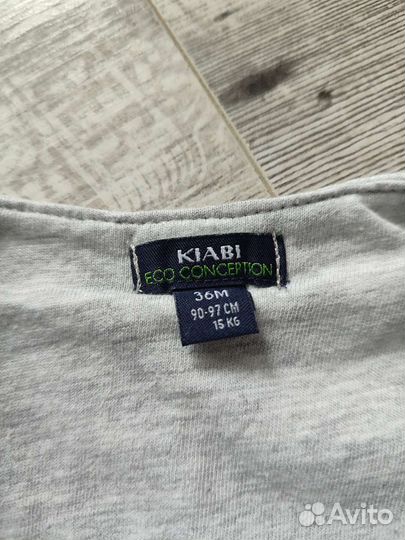 KIABI
ECO CONCEPTION
36M
90-97 CM
15 KG
Avito